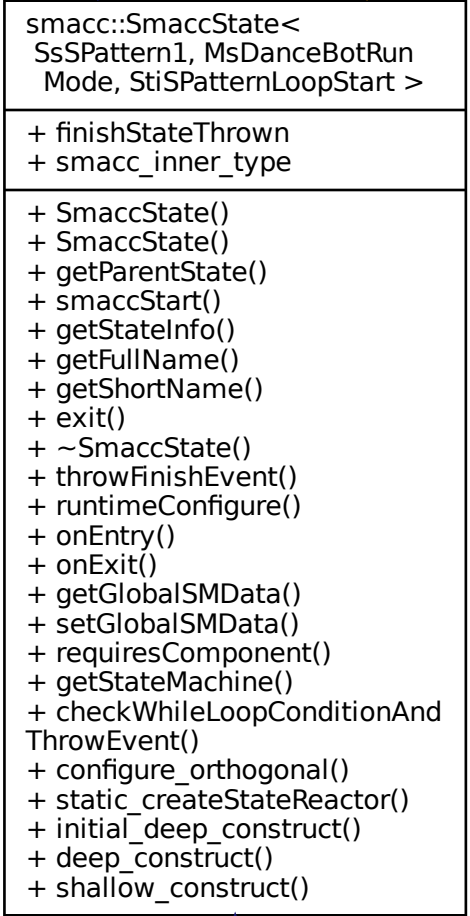 smacc::SmaccState<
SsSPattern1, MsDanceBotRun
Mode, StiSPatternLoopStart >
+ finishStateThrown
+ smacc_inner_type
+ SmaccState()
+ SmaccState()
+ getParentState()
+ smaccStart()
+ getStateInfo()
+ getFullName()
+ getShortName()
+ exit()
+ ~SmaccState()
+ throwFinishEvent()
+ runtimeConfigure()
+ onEntry()
+ onExit()
+ getGlobalSMData()
+ setGlobalSMData()
+ requiresComponent()
+ getStateMachine()
+ checkWhileLoopConditionAnd
ThrowEvent()
+ configure_orthogonal()
+ static_createStateReactor()
+ initial_deep_construct()
+ deep_construct()
+ shallow_construct()